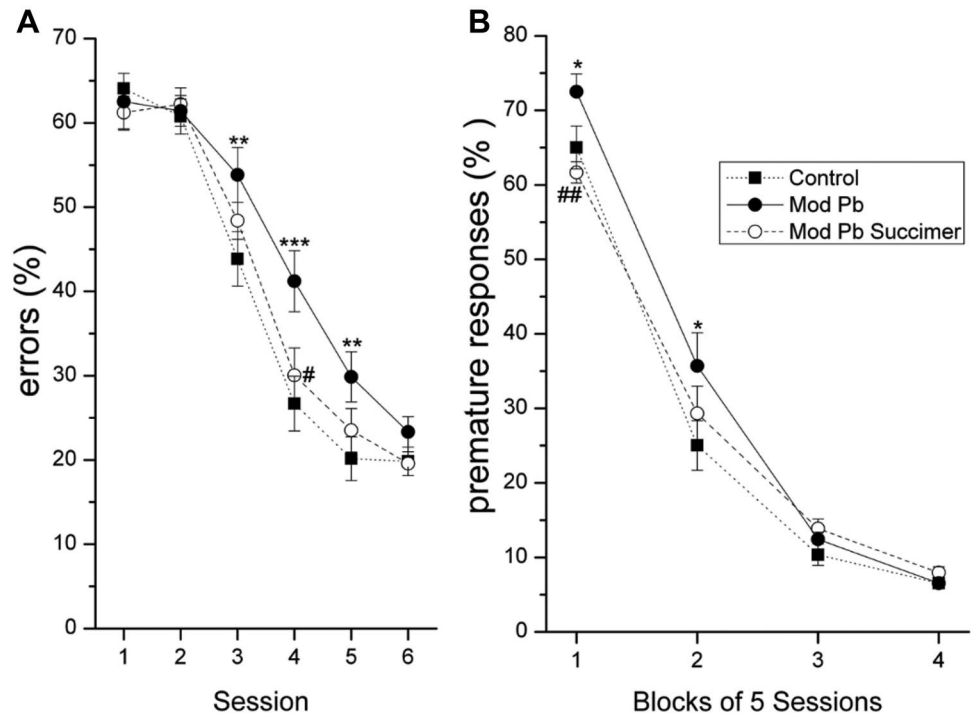 A
70
60
50
40
30
20
10
0
errors (%)
**
***
**
#
1 2 3 4 5 6
Session
B
80
70
60
50
40
30
20
10
0
premature responses (%)
*
##
*
Control
Mod Pb
Mod Pb Succimer
1 2 3 4
Blocks of 5 Sessions